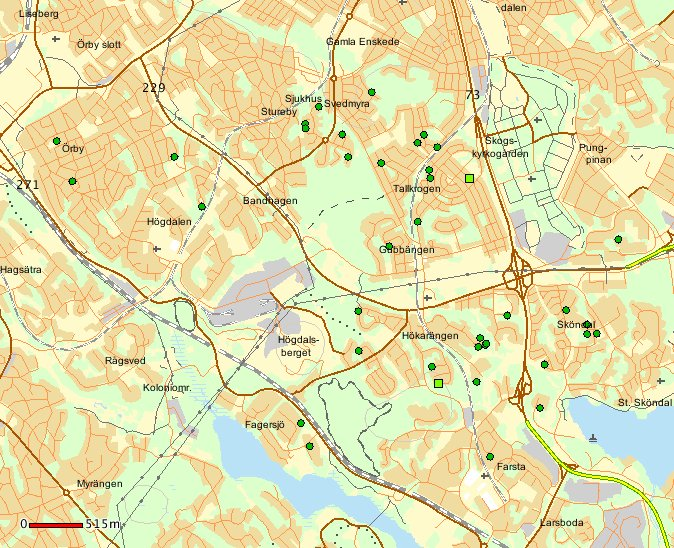 Liseberg
dalen
Gamla Enskede
Örby slott
229
73
Sjukhus
Svedmyra
Stureby
Skogs-
kyrkogården
Pung-
pinan
Örby
271
Tallkrogen
Bandhagen
Högdalen
Gubbängen
Hagsätra
Sköndal
Hökarängen
Högdals-
berget
Rågsved
Koloniomr.
St. Sköndal
Fagersjö
Farsta
Myrängen
0 515m
Larsboda